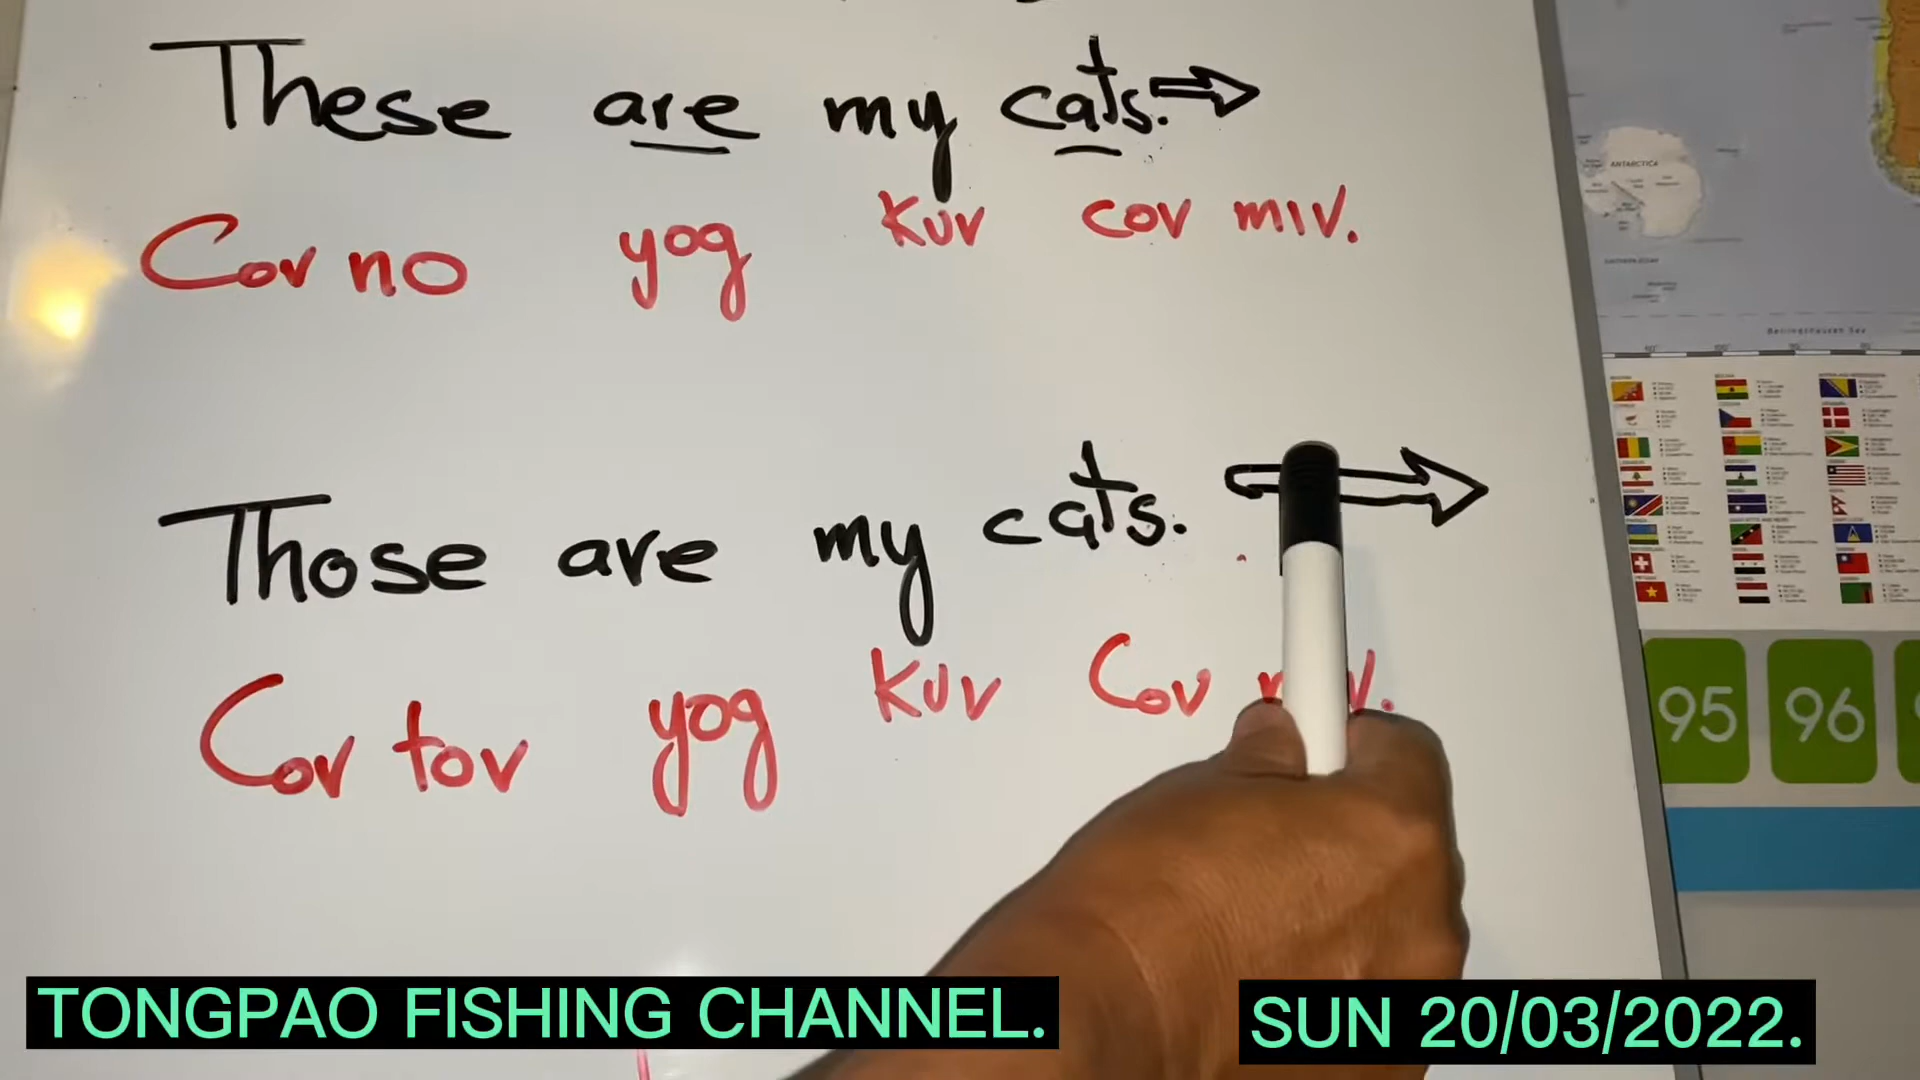 These are my cats.
Cov no yog kuv cov miv.
Those are my cats.
Cov tov yog kuv Cov
ANTARCTICA
95 96
TONGPAO FISHING CHANNEL.
SUN 20/03/2022.